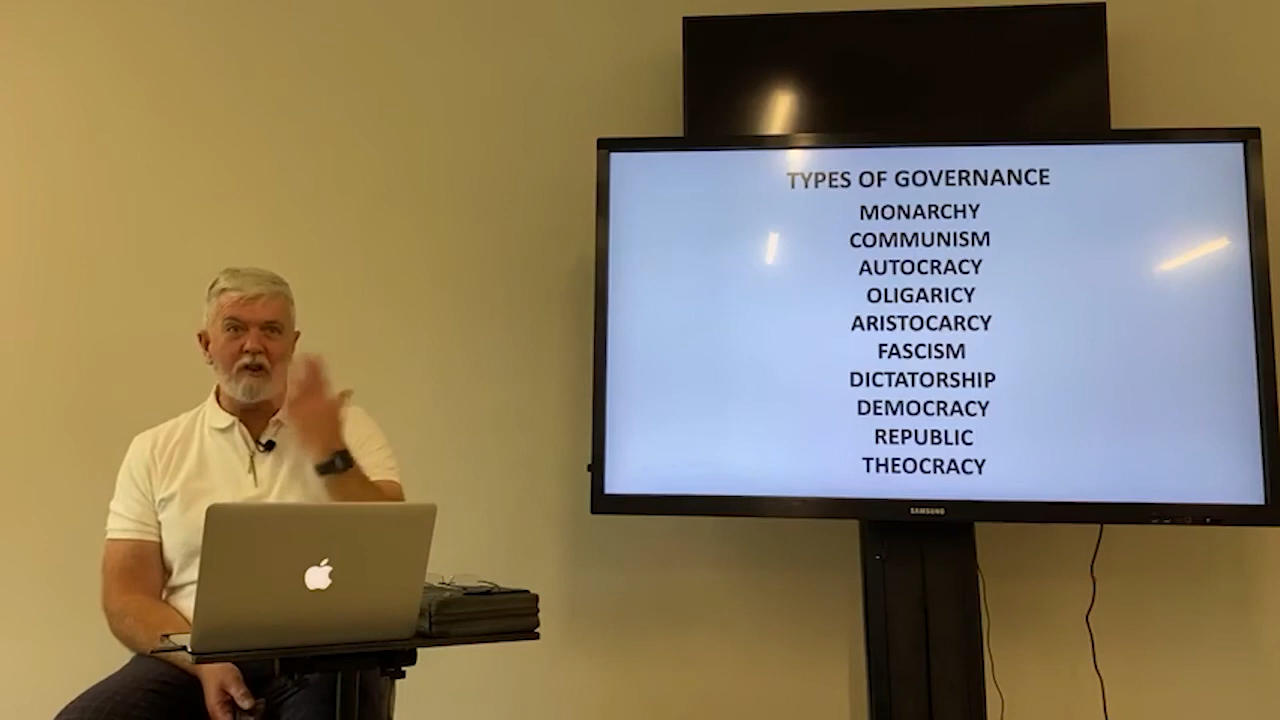 TYPES OF GOVERNANCE
MONARCHY
COMMUNISM
AUTOCRACY
OLIGARICY
ARISTOCARCY
FASCISM
DICTATORSHIP
DEMOCRACY
REPUBLIC
THEOCRACY
SAMSUNG